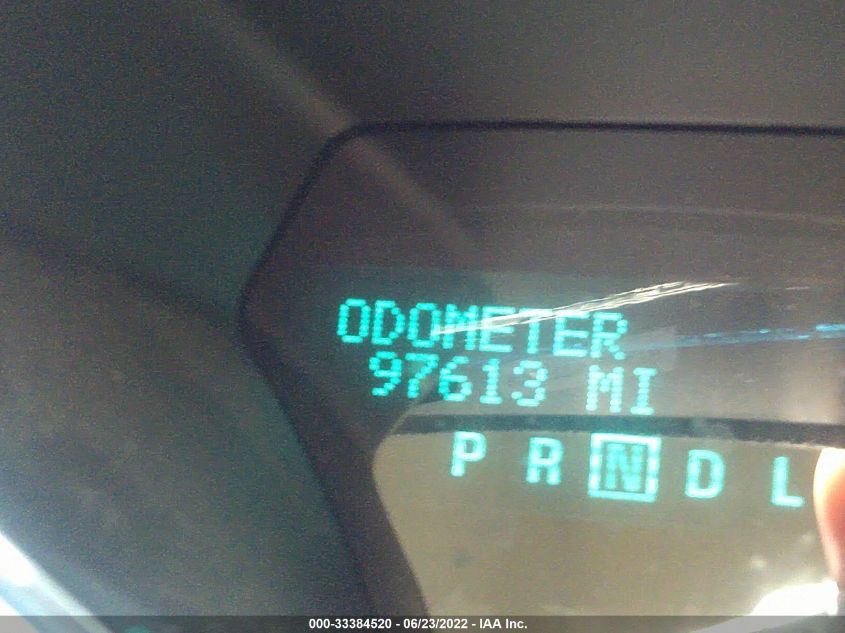 ODOMETER
97613 MI
P R N D L
000-33384520 - 06/23/2022 - IAA Inc.